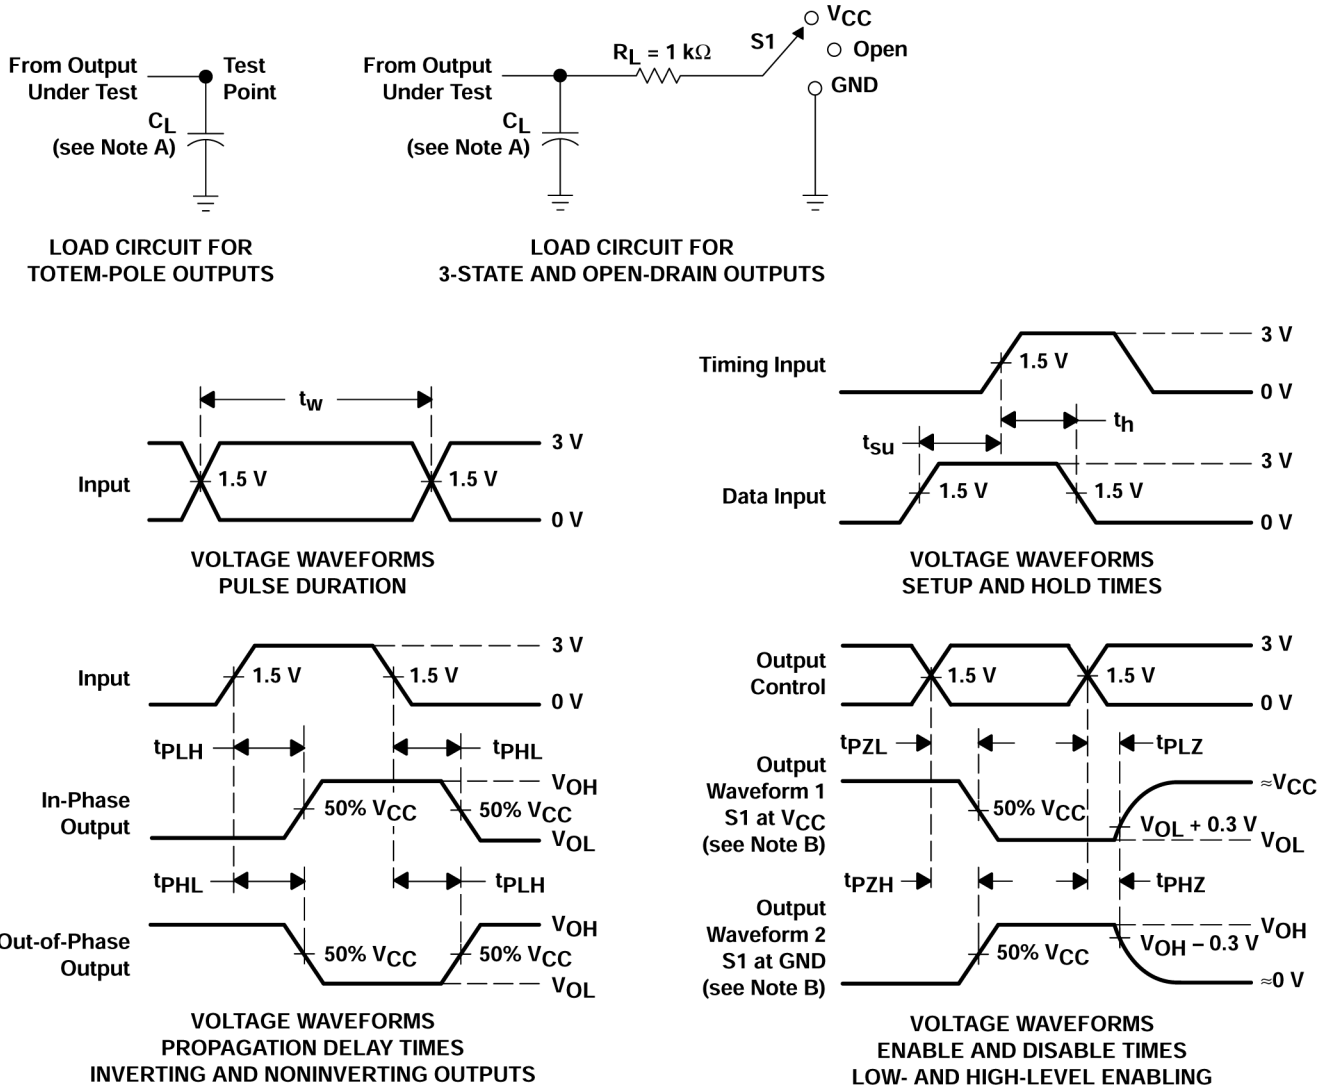 From Output
Under Test
Test
Point
CL
(see Note A)
LOAD CIRCUIT FOR
TOTEM-POLE OUTPUTS
From Output
Under Test
RL = 1 kΩ
S1
VCC
Open
GND
CL
(see Note A)
LOAD CIRCUIT FOR
3-STATE AND OPEN-DRAIN OUTPUTS
tw
Input
1.5 V
1.5 V
3 V
0 V
VOLTAGE WAVEFORMS
PULSE DURATION
Timing Input
1.5 V
3 V
0 V
tsu
th
Data Input
1.5 V
1.5 V
3 V
0 V
VOLTAGE WAVEFORMS
SETUP AND HOLD TIMES
Input
1.5 V
1.5 V
3 V
0 V
tPLH
tPHL
In-Phase
Output
50% VCC
50% VCC
VOH
VOL
tPHL
tPLH
Out-of-Phase
Output
50% VCC
50% VCC
VOH
VOL
VOLTAGE WAVEFORMS
PROPAGATION DELAY TIMES
INVERTING AND NONINVERTING OUTPUTS
Output
Control
1.5 V
1.5 V
3 V
0 V
tPZL
tPLZ
Output
Waveform 1
S1 at VCC
(see Note B)
50% VCC
≈VCC
VOL + 0.3 V
VOL
tPZH
tPHZ
Output
Waveform 2
S1 at GND
(see Note B)
50% VCC
VOH
VOH − 0.3 V
≈0 V
VOLTAGE WAVEFORMS
ENABLE AND DISABLE TIMES
LOW- AND HIGH-LEVEL ENABLING